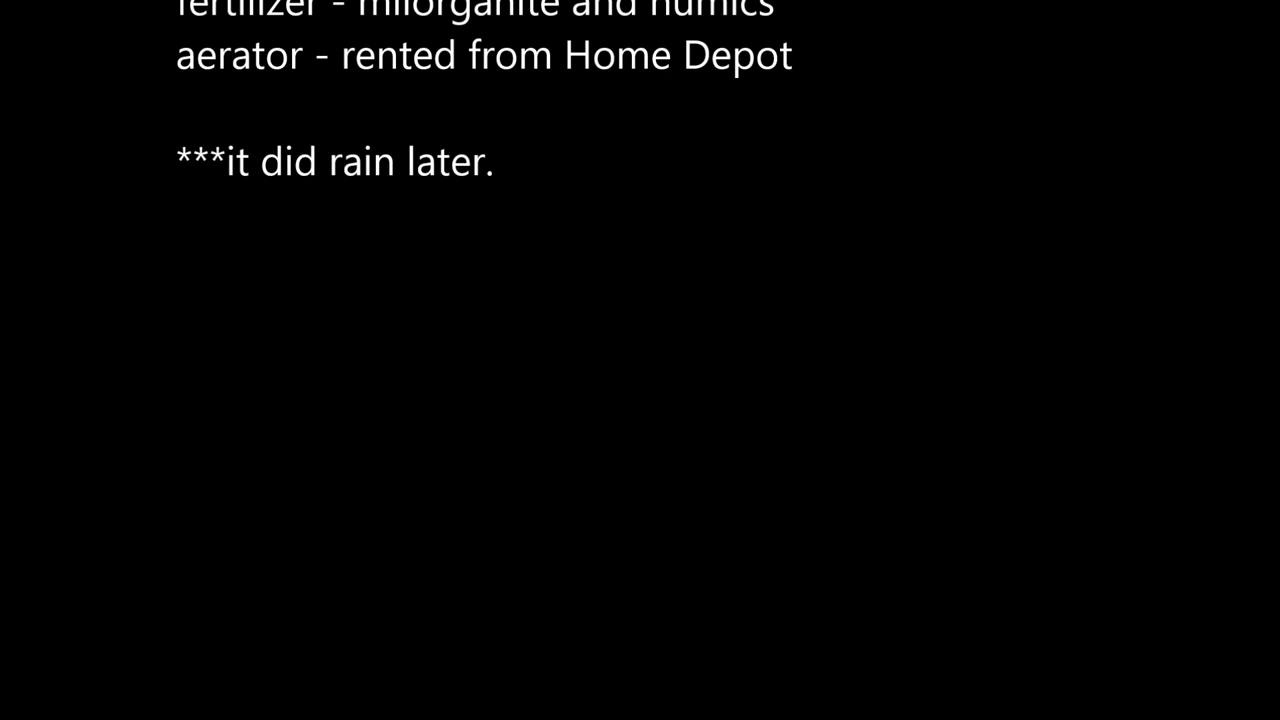 fertilizer - milorganite and humics
aerator - rented from Home Depot
***it did rain later.